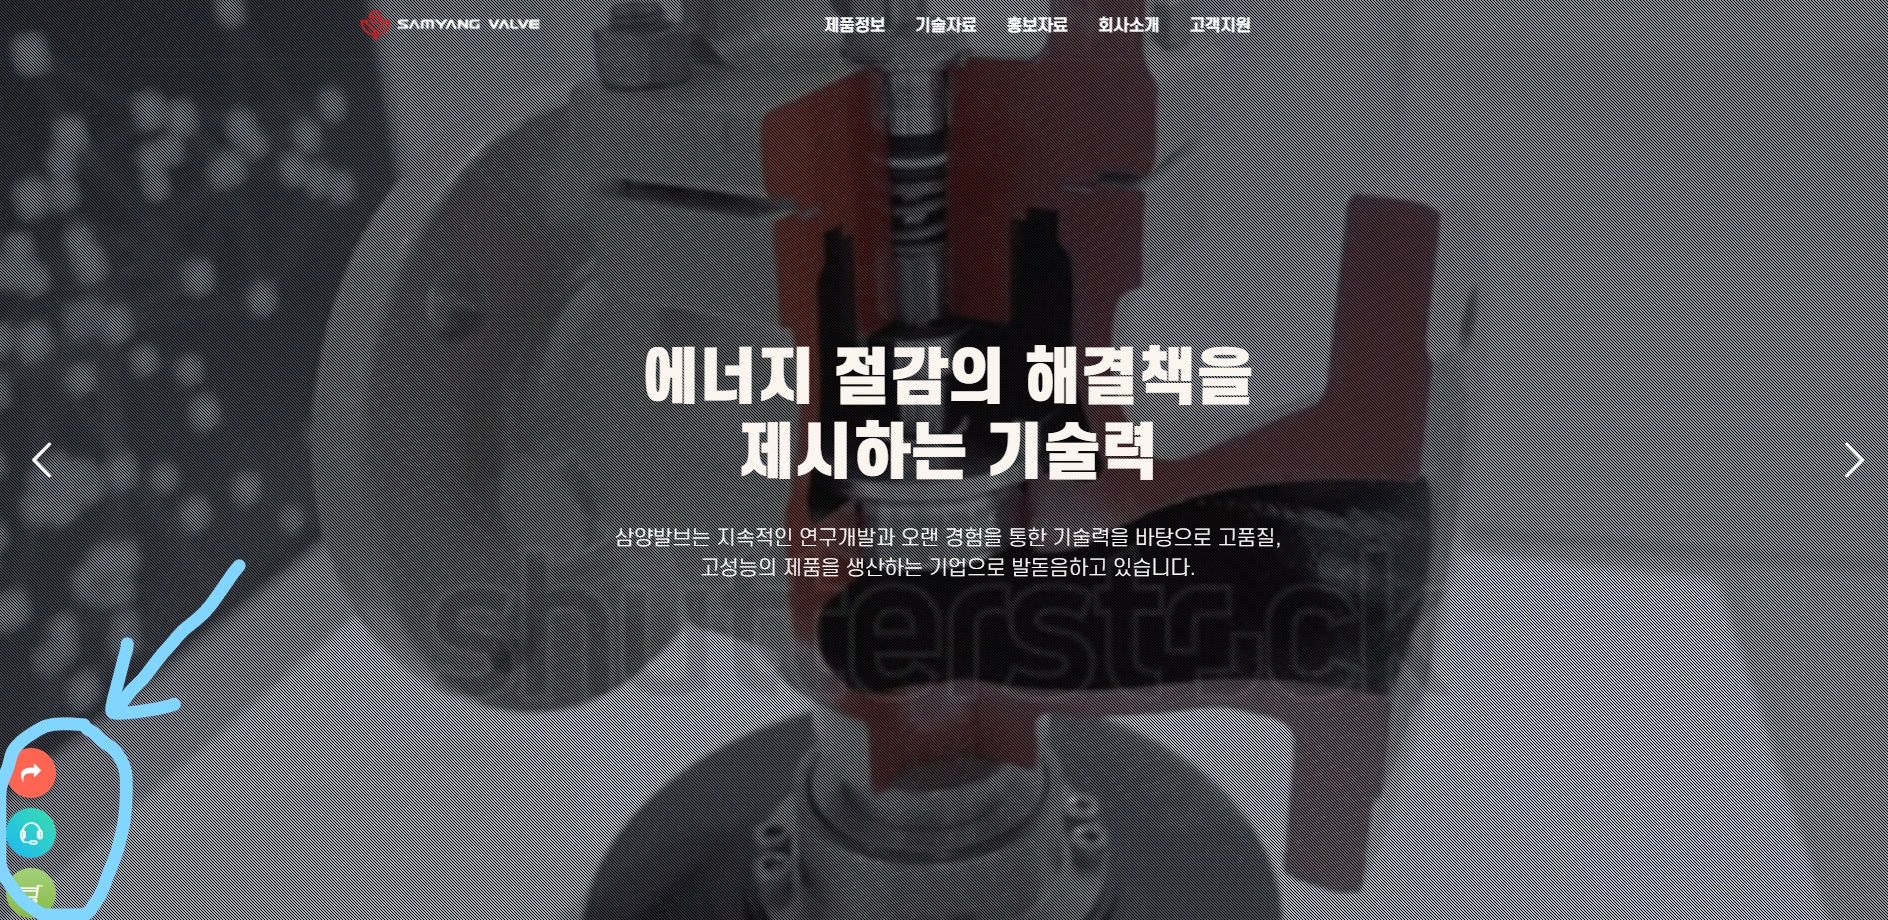 SAMYANG VALVE
제품정보 기술자료 홍보자료 회사소개 고객지원
에너지 절감의 해결책을
제시하는 기술력
삼양발브는 지속적인 연구개발과 오랜 경험을 통한 기술력을 바탕으로 고품질,
고성능의 제품을 생산하는 기업으로 발돋음하고 있습니다.
shutterstock